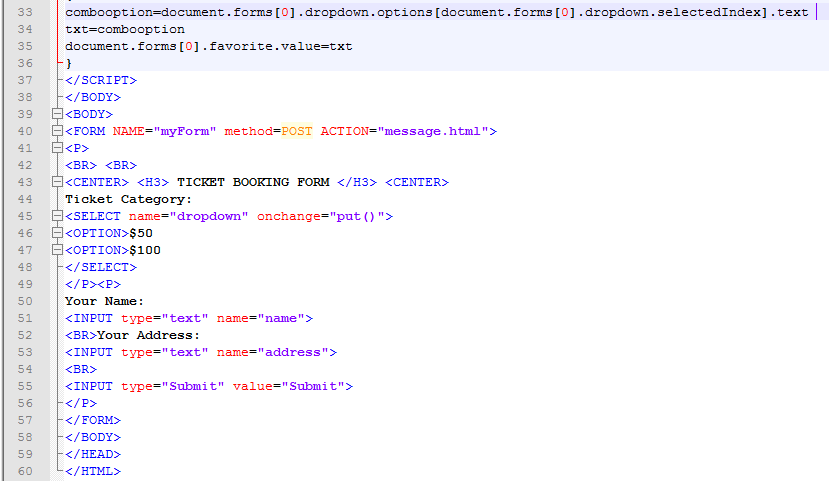 33 combooption=document.forms[0].dropdown.options[document.forms[0].dropdown.selectedIndex].text
34 txt=combooption
35 document.forms[0].favorite.value=txt
36 }
37 </SCRIPT>
38 </BODY>
39 <BODY>
40 <FORM NAME="myForm" method=POST ACTION="message.html">
41 <P>
42 <BR> <BR>
43 <CENTER> <H3> TICKET BOOKING FORM </H3> <CENTER>
44 Ticket Category:
45 <SELECT name="dropdown" onchange="put()">
46 <OPTION>$50
47 <OPTION>$100
48 </SELECT>
49 </P><P>
50 Your Name:
51 <INPUT type="text" name="name">
52 <BR>Your Address:
53 <INPUT type="text" name="address">
54 <BR>
55 <INPUT type="Submit" value="Submit">
56 </P>
57 </FORM>
58 </BODY>
59 </HEAD>
60 </HTML>